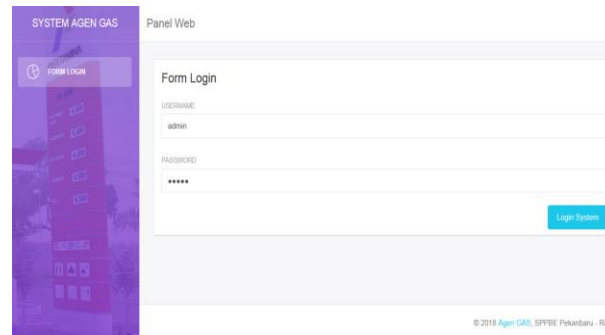 SYSTEM AGEN GAS
Panel Web
FORM LOGIN
Form Login
USERNAME
admin
PASSWORD
•••••
Login System
© 2018 Agen GAS, SPPBE Pekanbaru - R